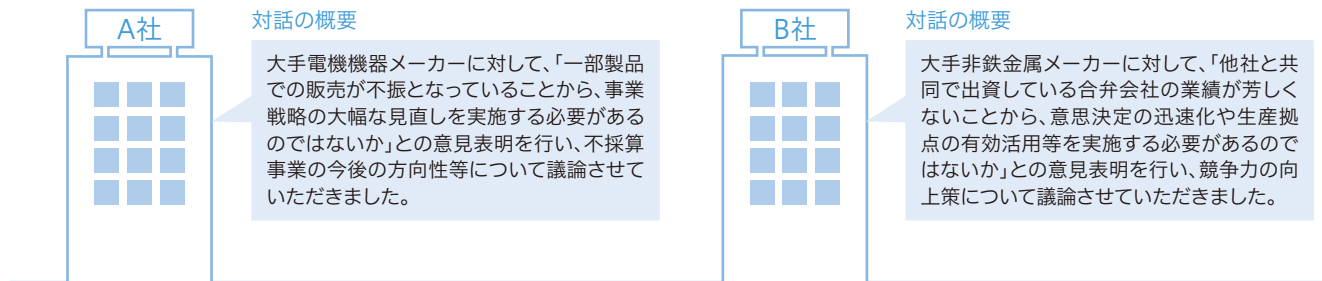 A社
対話の概要
大手電機機器メーカーに対して、「一部製品
での販売が不振となっていることから、事業
戦略の大幅な見直しを実施する必要がある
のではないか」との意見表明を行い、不採算
事業の今後の方向性等について議論させて
いただきました。
B社
対話の概要
大手非鉄金属メーカーに対して、「他社と共
同で出資している合弁会社の業績が芳しく
ないことから、意思決定の迅速化や生産拠
点の有効活用等を実施する必要があるので
はないか」との意見表明を行い、競争力の向
上策について議論させていただきました。